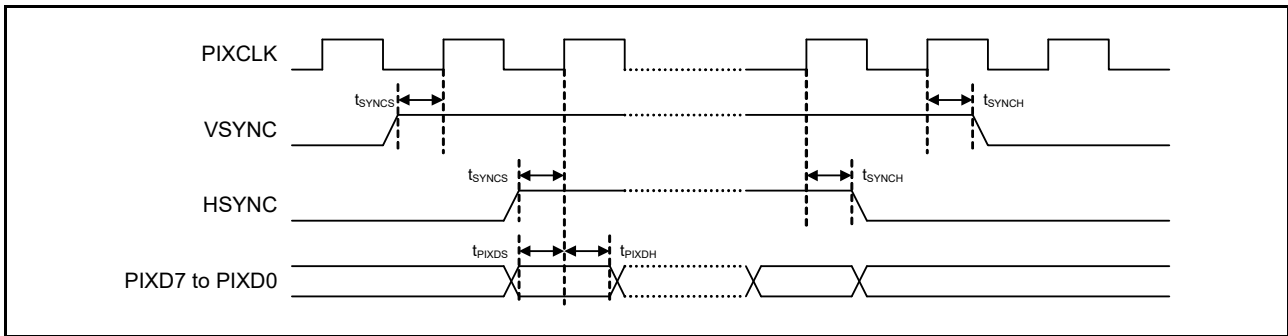 PIXCLK
tSYNCS
tSYNCH
VSYNC
tSYNCS
tSYNCH
HSYNC
tPIXDS
tPIXDH
PIXD7 to PIXD0